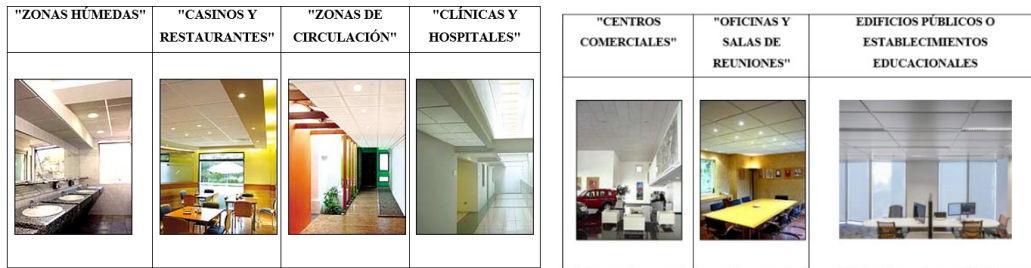 "ZONAS HÚMEDAS"
"CASINOS Y
RESTAURANTES"
"ZONAS DE
CIRCULACIÓN"
"CLÍNICAS Y
HOSPITALES"
"CENTROS
COMERCIALES"
"OFICINAS Y
SALAS DE
REUNIONES"
EDIFICIOS PÚBLICOS O
ESTABLECIMIENTOS
EDUCACIONALES